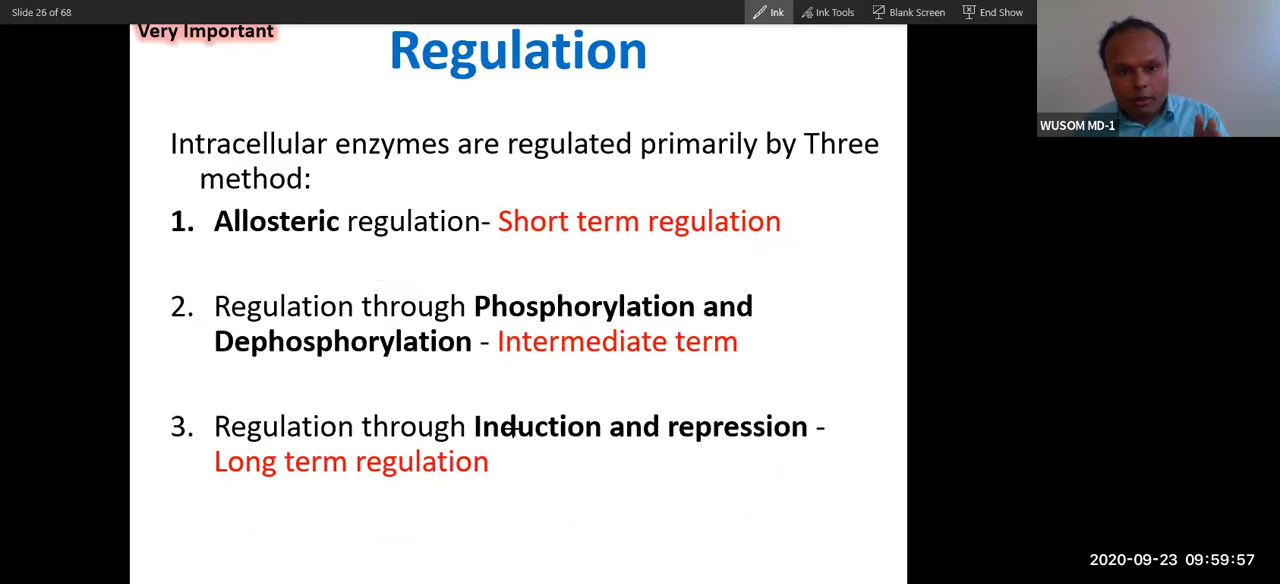 Slide 26 of 68
Ink
Ink Tools
Blank Screen
End Show
Very Important
Regulation
WUSOM MD-1
Intracellular enzymes are regulated primarily by Three
method:
1. Allosteric regulation- Short term regulation
2. Regulation through Phosphorylation and
Dephosphorylation - Intermediate term
3. Regulation through Induction and repression -
Long term regulation
2020-09-23 09:59:57